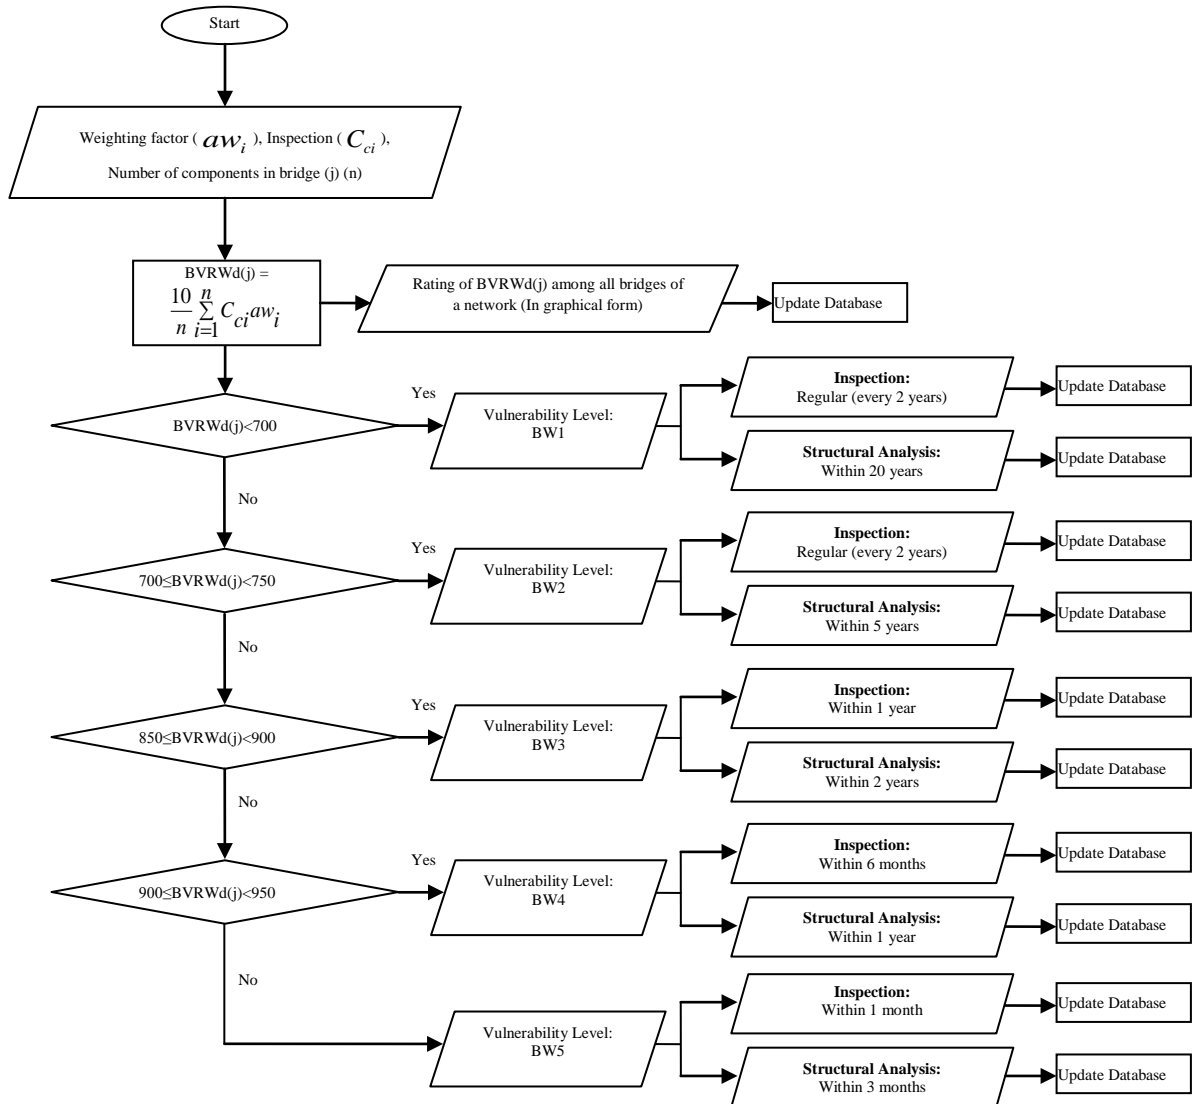 Start
Weighting factor ( aw_i ), Inspection ( C_ci ),
Number of components in bridge (j) (n)
BVRWd(j) =
10/n n∑i=1 C_ci aw_i
Rating of BVRWd(j) among all bridges of
a network (In graphical form)
Update Database
BVRWd(j)<700
Yes
No
Vulnerability Level:
BW1
Inspection:
Regular (every 2 years)
Update Database
Structural Analysis:
Within 20 years
Update Database
700≤BVRWd(j)<750
Yes
No
Vulnerability Level:
BW2
Inspection:
Regular (every 2 years)
Update Database
Structural Analysis:
Within 5 years
Update Database
850≤BVRWd(j)<900
Yes
No
Vulnerability Level:
BW3
Inspection:
Within 1 year
Update Database
Structural Analysis:
Within 2 years
Update Database
900≤BVRWd(j)<950
Yes
No
Vulnerability Level:
BW4
Inspection:
Within 6 months
Update Database
Structural Analysis:
Within 1 year
Update Database
Vulnerability Level:
BW5
Inspection:
Within 1 month
Update Database
Structural Analysis:
Within 3 months
Update Database